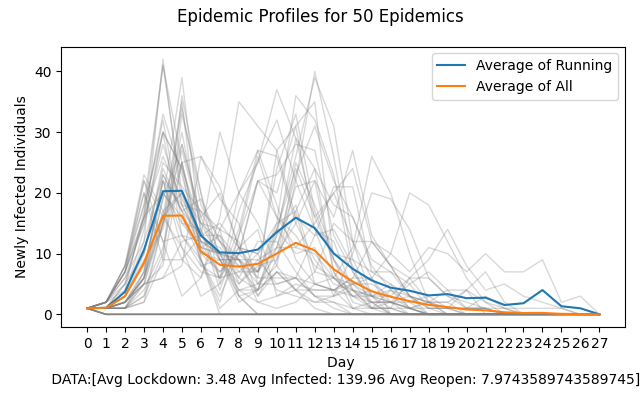 Epidemic Profiles for 50 Epidemics
Average of Running
Average of All
Newly Infected Individuals
40
30
20
10
0
0 1 2 3 4 5 6 7 8 9 10 11 12 13 14 15 16 17 18 19 20 21 22 23 24 25 26 27
Day
DATA:[Avg Lockdown: 3.48 Avg Infected: 139.96 Avg Reopen: 7.9743589743589745]